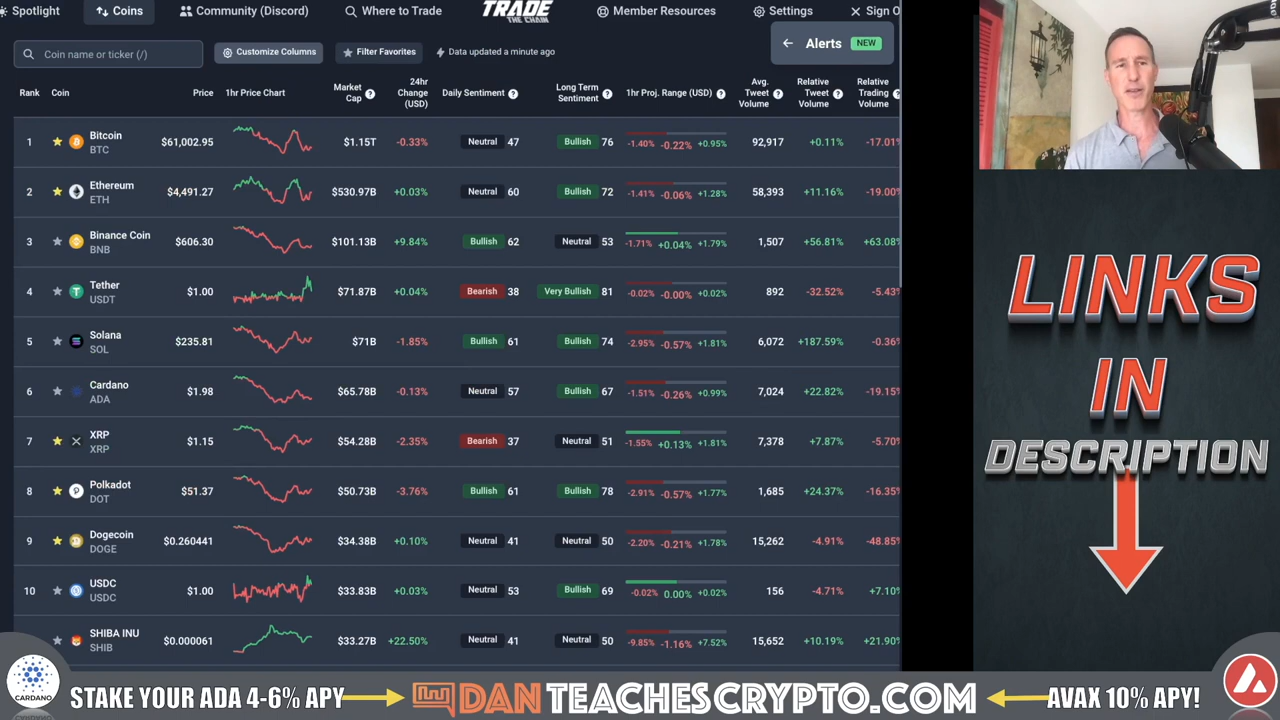 Spotlight
Coins
Community (Discord)
Where to Trade
TRADE
THE CHAIN
Member Resources
Settings
Sign O
Coin name or ticker (/)
Customize Columns
Filter Favorites
Data updated a minute ago
Alerts NEW
Rank Coin Price 1hr Price Chart Market Cap 24hr Change (USD) Daily Sentiment Long Term Sentiment 1hr Proj. Range (USD) Avg. Tweet Volume Relative Tweet Volume Relative Trading Volume
1 Bitcoin BTC $61,002.95 $1.15T -0.33% Neutral 47 Bullish 76 -1.40% -0.22% +0.95% 92,917 +0.11% -17.01%
2 Ethereum ETH $4,491.27 $530.97B +0.03% Neutral 60 Bullish 72 -1.41% -0.06% +1.28% 58,393 +11.16% -19.00%
3 Binance Coin BNB $606.30 $101.13B +9.84% Bullish 62 Neutral 53 -1.71% +0.04% +1.79% 1,507 +56.81% +63.08%
4 Tether USDT $1.00 $71.87B +0.04% Bearish 38 Very Bullish 81 -0.02% -0.00% +0.02% 892 -32.52% -5.43%
5 Solana SOL $235.81 $71B -1.85% Bullish 61 Bullish 74 -2.95% -0.57% +1.81% 6,072 +187.59% -0.36%
6 Cardano ADA $1.98 $65.78B -0.13% Neutral 57 Bullish 67 -1.51% -0.26% +0.99% 7,024 +22.82% -19.15%
7 XRP XRP $1.15 $54.28B -2.35% Bearish 37 Neutral 51 -1.55% +0.13% +1.81% 7,378 +7.87% -5.70%
8 Polkadot DOT $51.37 $50.73B -3.76% Bullish 61 Bullish 78 -2.91% -0.57% +1.77% 1,685 +24.37% -16.35%
9 Dogecoin DOGE $0.260441 $34.38B +0.10% Neutral 41 Neutral 50 -2.20% -0.21% +1.78% 15,262 -4.91% -48.85%
10 USDC USDC $1.00 $33.83B +0.03% Neutral 53 Bullish 69 -0.02% 0.00% +0.02% 156 -4.71% +7.10%
SHIBA INU SHIB $0.000061 $33.27B +22.50% Neutral 41 Neutral 50 -9.85% -1.16% +7.52% 15,652 +10.19% +21.90%
LINKS
IN
DESCRIPTION
CARDANO
STAKE YOUR ADA 4-6% APY
DANTEACHESCRYPTO.COM
AVAX 10% APY!